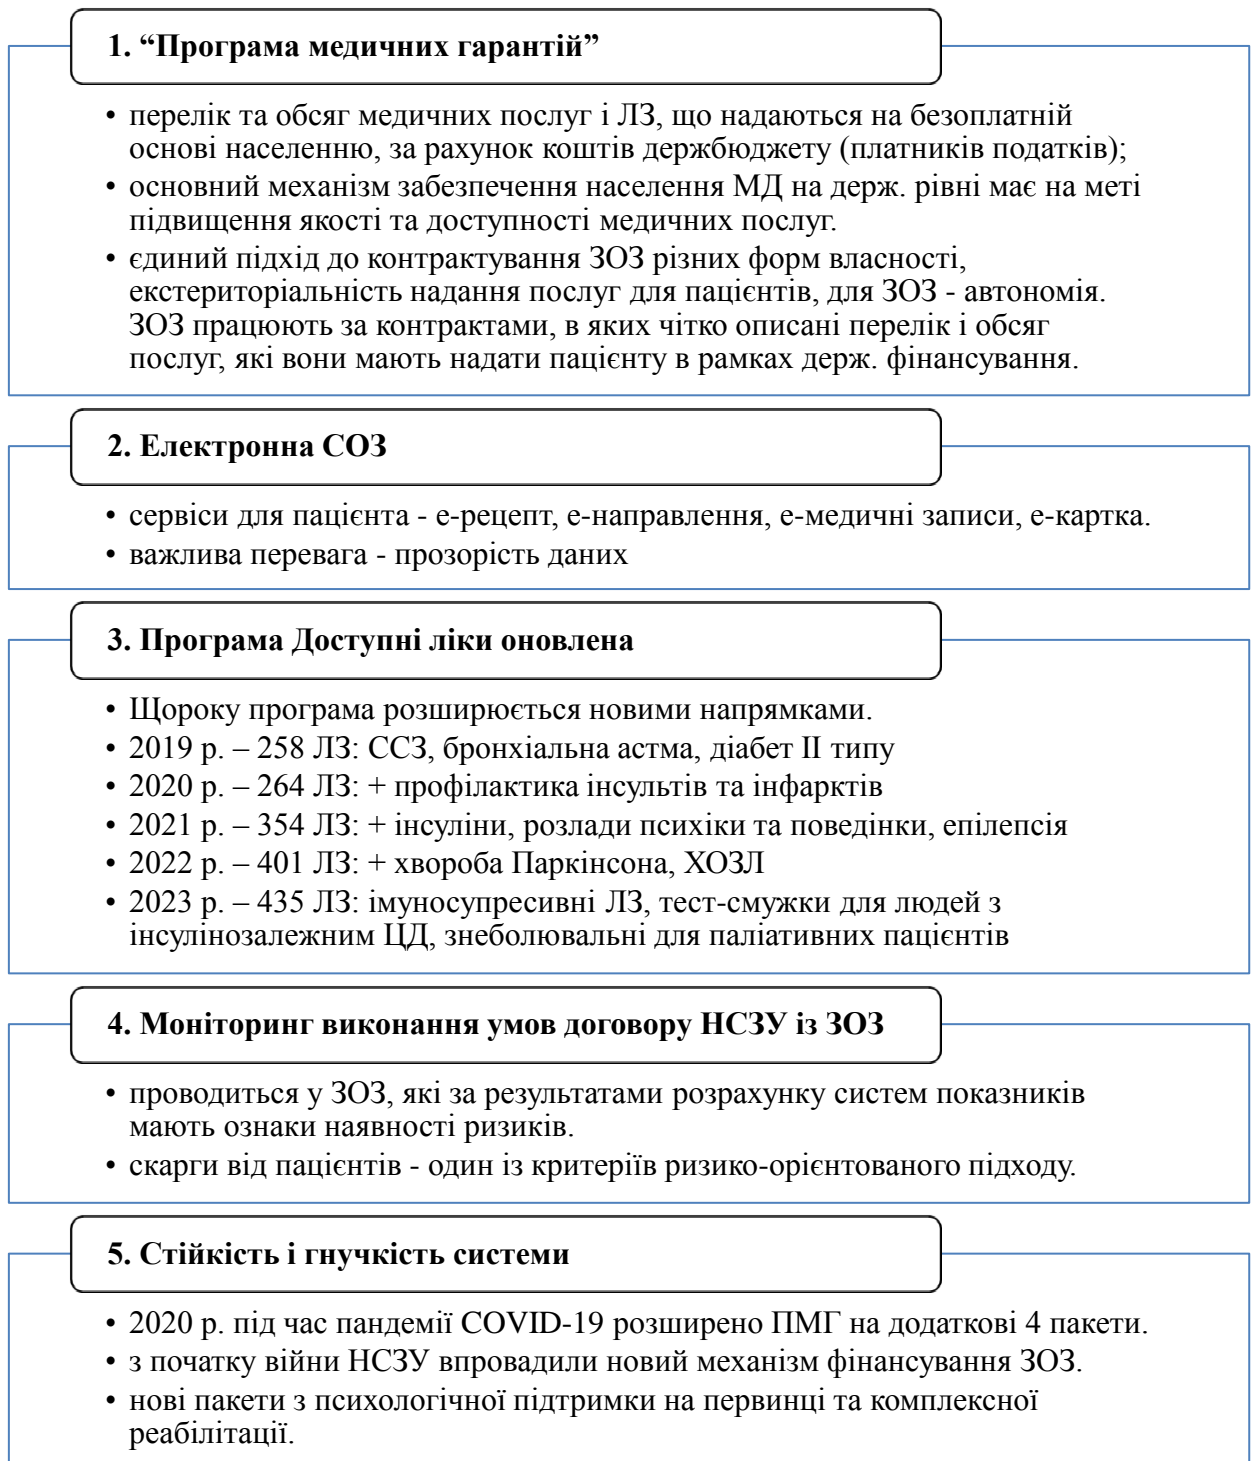 1. “Програма медичних гарантій”
• перелік та обсяг медичних послуг і ЛЗ, що надаються на безоплатній
основі населенню, за рахунок коштів держбюджету (платників податків);
• основний механізм забезпечення населення МД на держ. рівні має на меті
підвищення якості та доступності медичних послуг.
• єдиний підхід до контрактування ЗОЗ різних форм власності,
екстериторіальність надання послуг для пацієнтів, для ЗОЗ - автономія.
ЗОЗ працюють за контрактами, в яких чітко описані перелік і обсяг
послуг, які вони мають надати пацієнту в рамках держ. фінансування.
2. Електронна СОЗ
• сервіси для пацієнта - е-рецепт, е-направлення, е-медичні записи, е-картка.
• важлива перевага - прозорість даних
3. Програма Доступні ліки оновлена
• Щороку програма розширюється новими напрямками.
• 2019 р. – 258 ЛЗ: ССЗ, бронхіальна астма, діабет II типу
• 2020 р. – 264 ЛЗ: + профілактика інсультів та інфарктів
• 2021 р. – 354 ЛЗ: + інсуліни, розлади психіки та поведінки, епілепсія
• 2022 р. – 401 ЛЗ: + хвороба Паркінсона, ХОЗЛ
• 2023 р. – 435 ЛЗ: імуносупресивні ЛЗ, тест-смужки для людей з
інсулінозалежним ЦД, знеболювальні для паліативних пацієнтів
4. Моніторинг виконання умов договору НСЗУ із ЗОЗ
• проводиться у ЗОЗ, які за результатами розрахунку систем показників
мають ознаки наявності ризиків.
• скарги від пацієнтів - один із критеріїв ризико-орієнтованого підходу.
5. Стійкість і гнучкість системи
• 2020 р. під час пандемії COVID-19 розширено ПМГ на додаткові 4 пакети.
• з початку війни НСЗУ впровадили новий механізм фінансування ЗОЗ.
• нові пакети з психологічної підтримки на первинці та комплексної
реабілітації.